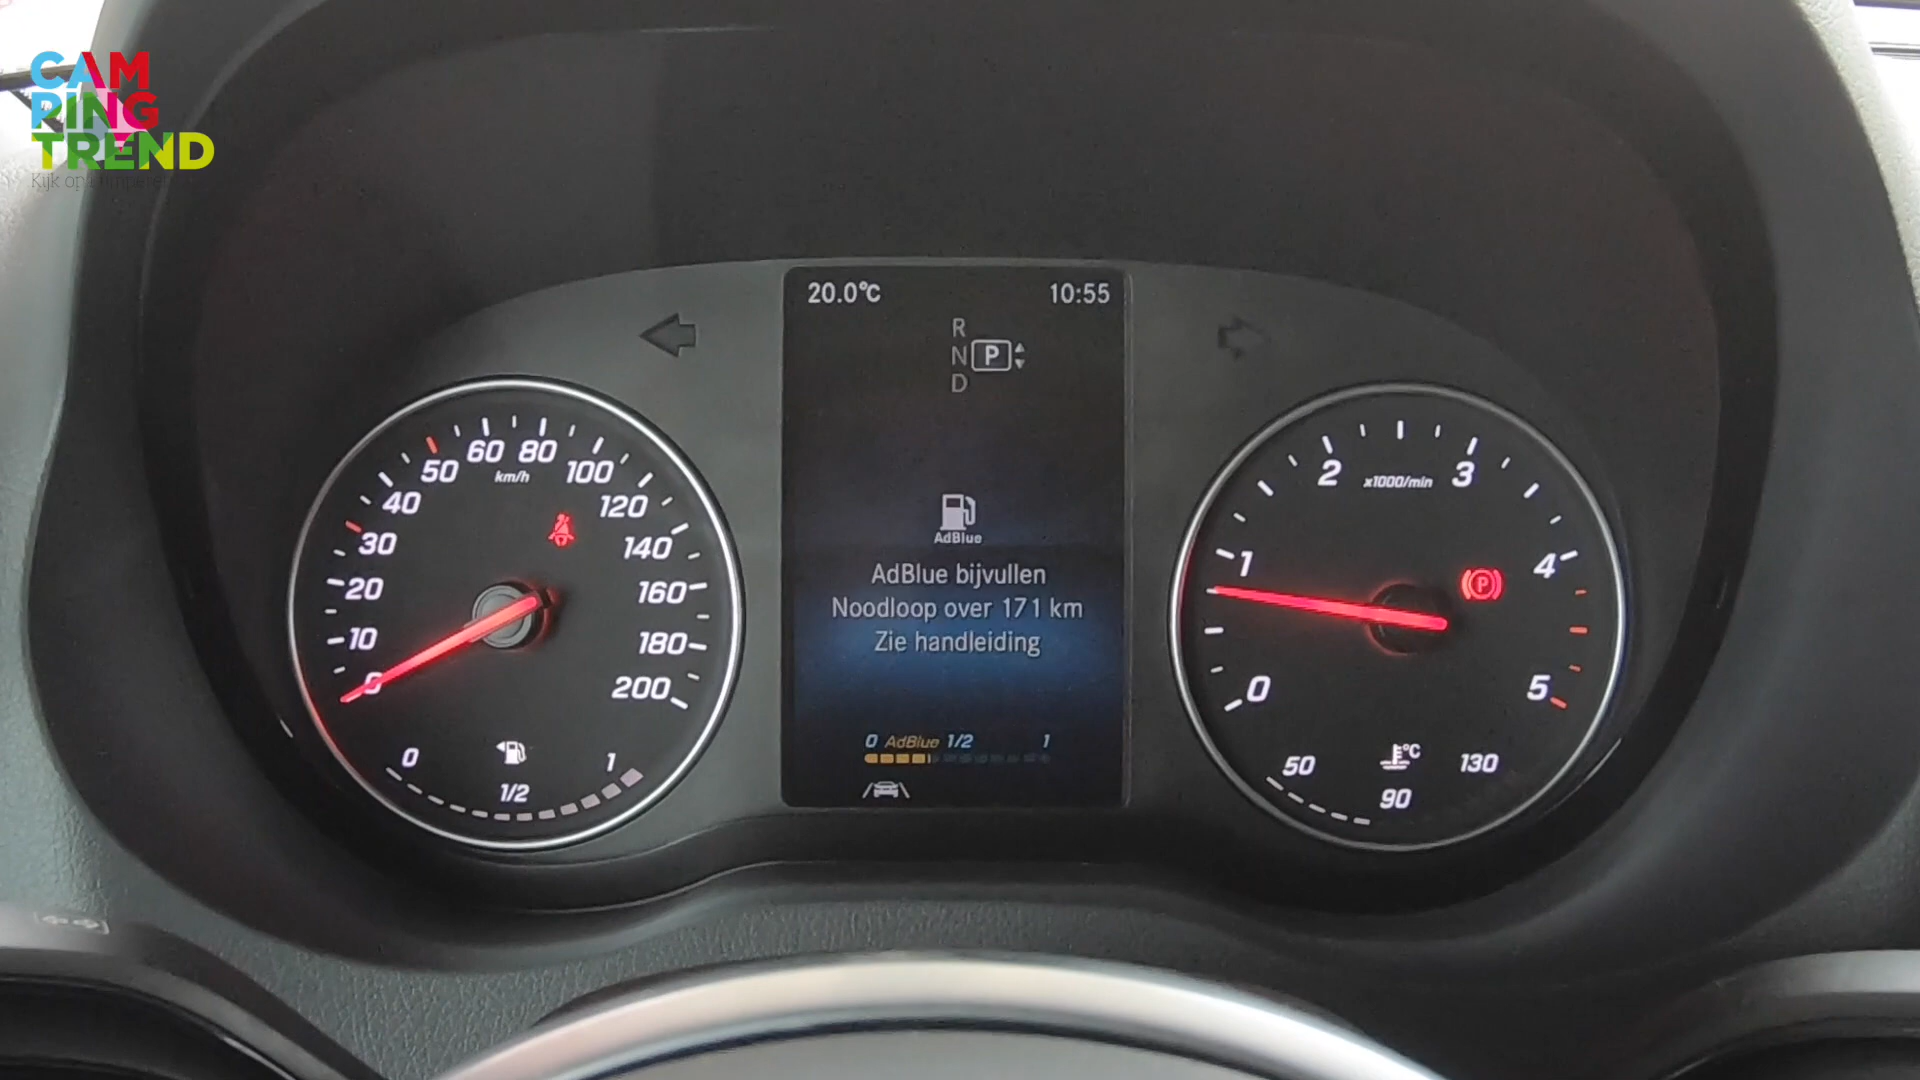 CAM
PING
TREND
20.0°C 10:55
R
N P
D
0 10 20 30 40 50 60 80 100 120 140 160 180 200
km/h
0 1/2 1
AdBlue
AdBlue bijvullen
Noodloop over 171 km
Zie handleiding
0 AdBlue 1/2 1
0 1 2 3 4 5
x1000/min
P
50 °C 130
90